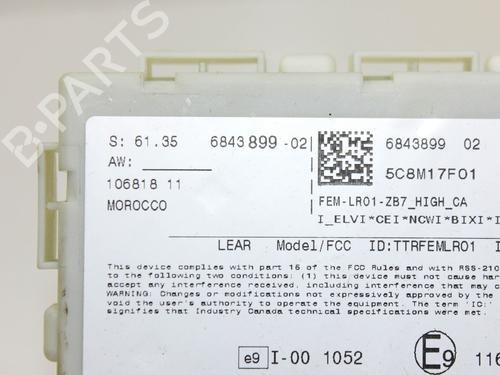 B-PARTS
S: 61.35 6843899-02 6843899 02
AW:
5C8M17F01
106818 11
MOROCCO
FEM-LR01-ZB7_HIGH_CA
I_ELVI*CEI*NCWI*BIXI*I
LEAR Model/FCC ID:TTRFEMLR01
This device complies with part 15 of the FCC Rules and with RSS-210
to the following two conditions: (1) this device must not cause har
accept any interference received, including interference that may c
WARNING: Changes or modifications not expressively approved by the
void the user's authority to operate the equipment. The term 'IC:'
signifies that Industry Canada technical specifications were met.
e9 I-00 1052 E9 116